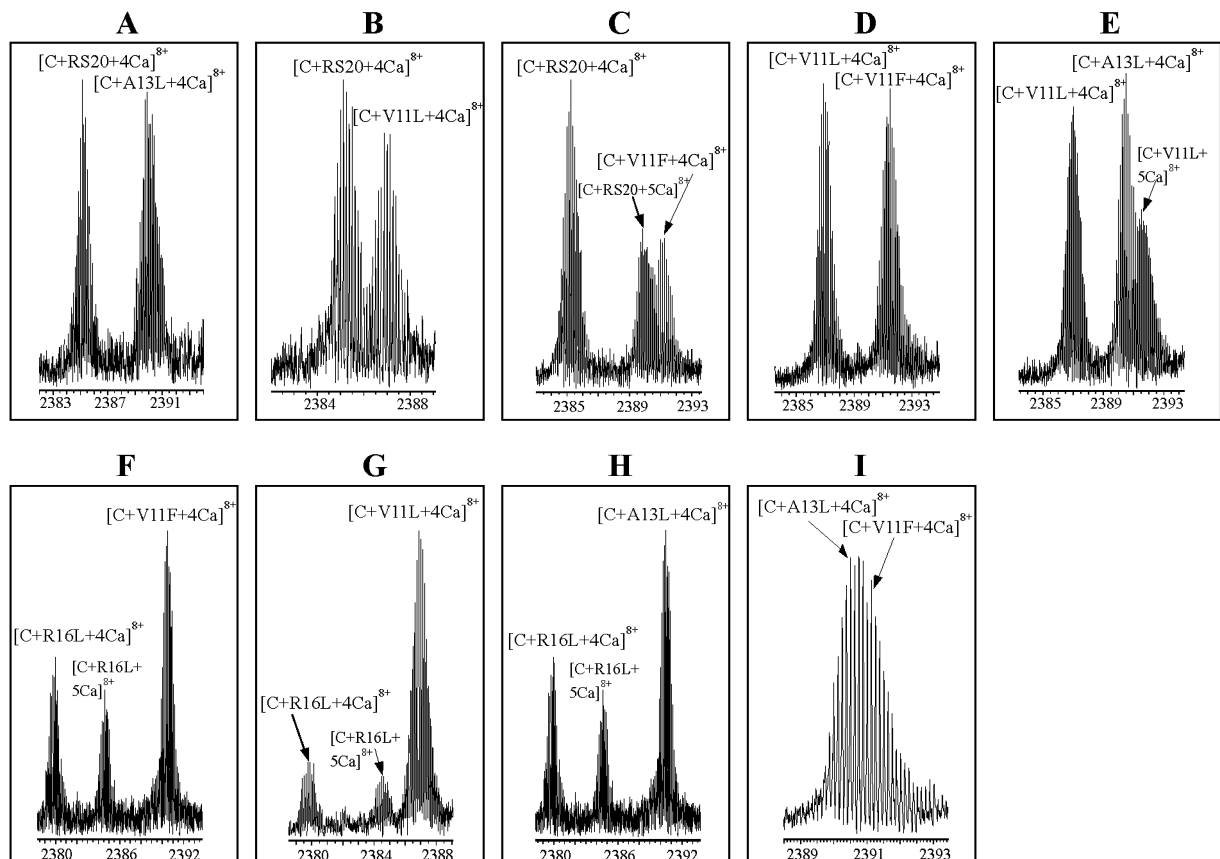 A
[C+RS20+4Ca]8+
[C+A13L+4Ca]8+
2383 2387 2391
B
[C+RS20+4Ca]8+
[C+V11L+4Ca]8+
2384 2388
C
[C+RS20+4Ca]8+
[C+V11F+4Ca]8+
[C+RS20+5Ca]8+
2385 2389 2393
D
[C+V11L+4Ca]8+
[C+V11F+4Ca]8+
2385 2389 2393
E
[C+A13L+4Ca]8+
[C+V11L+4Ca]8+
[C+V11L+
5Ca]8+
2385 2389 2393
F
[C+V11F+4Ca]8+
[C+R16L+4Ca]8+
[C+R16L+
5Ca]8+
2380 2386 2392
G
[C+V11L+4Ca]8+
[C+R16L+4Ca]8+
[C+R16L+
5Ca]8+
2380 2384 2388
H
[C+A13L+4Ca]8+
[C+R16L+4Ca]8+
[C+R16L+
5Ca]8+
2380 2386 2392
I
[C+A13L+4Ca]8+
[C+V11F+4Ca]8+
2389 2391 2393